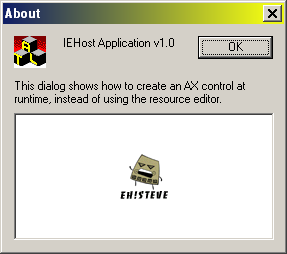 About
IEHost Application v1.0
OK
This dialog shows how to create an AX control at
runtime, instead of using the resource editor.
EH!STEVE